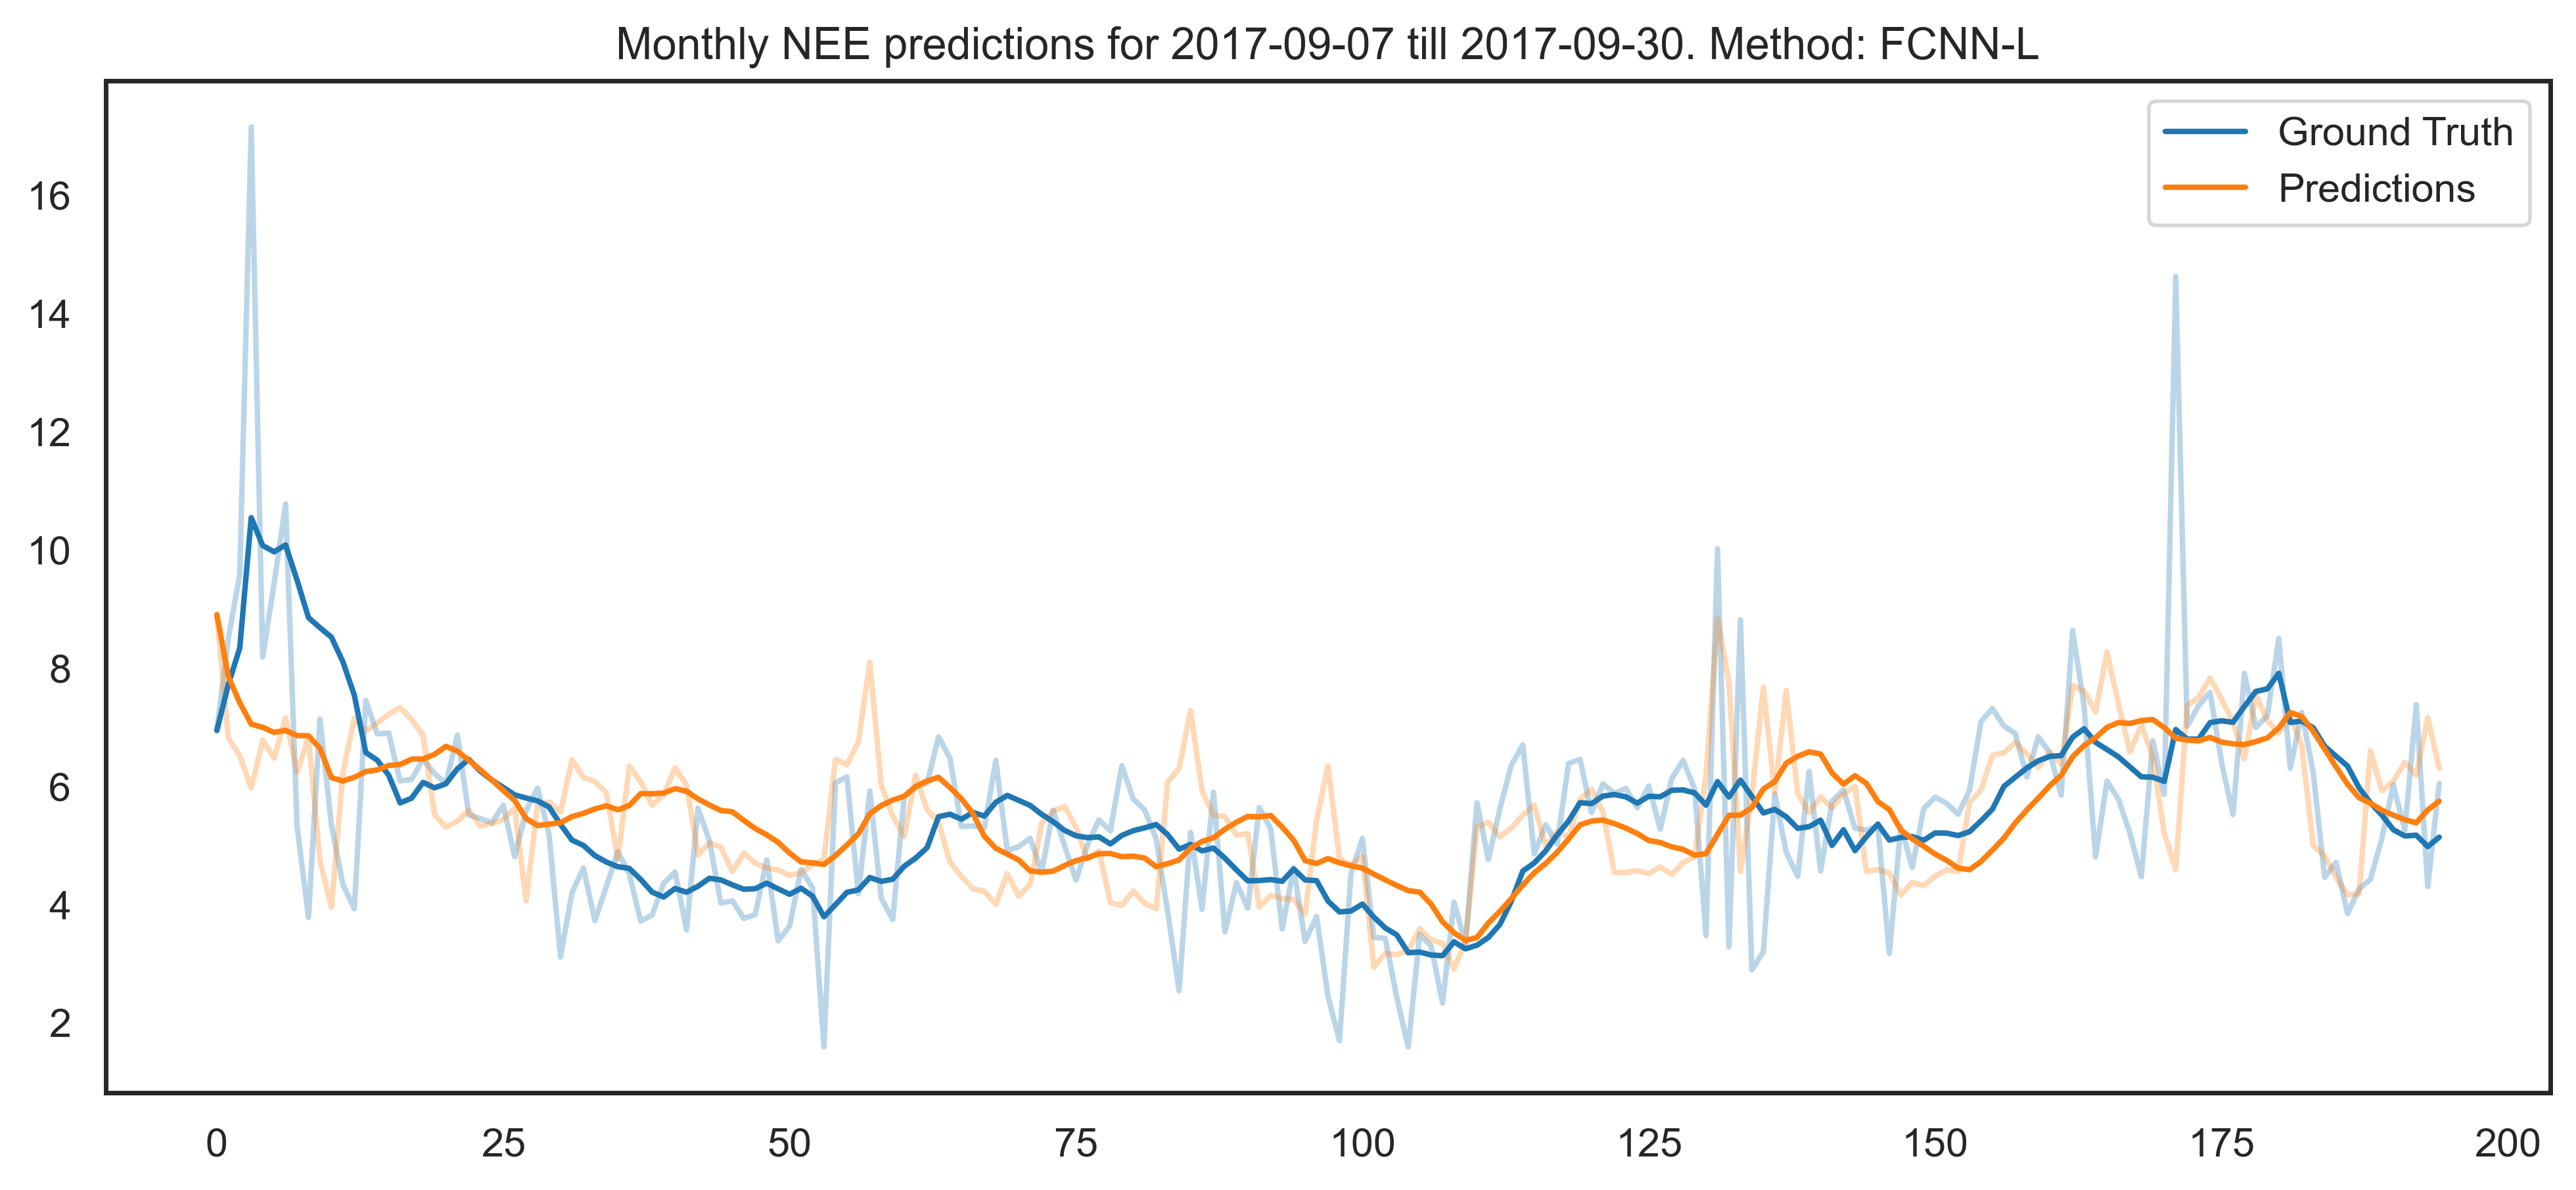 Monthly NEE predictions for 2017-09-07 till 2017-09-30. Method: FCNN-L
Ground Truth
Predictions
16
14
12
10
8
6
4
2
0 25 50 75 100 125 150 175 200